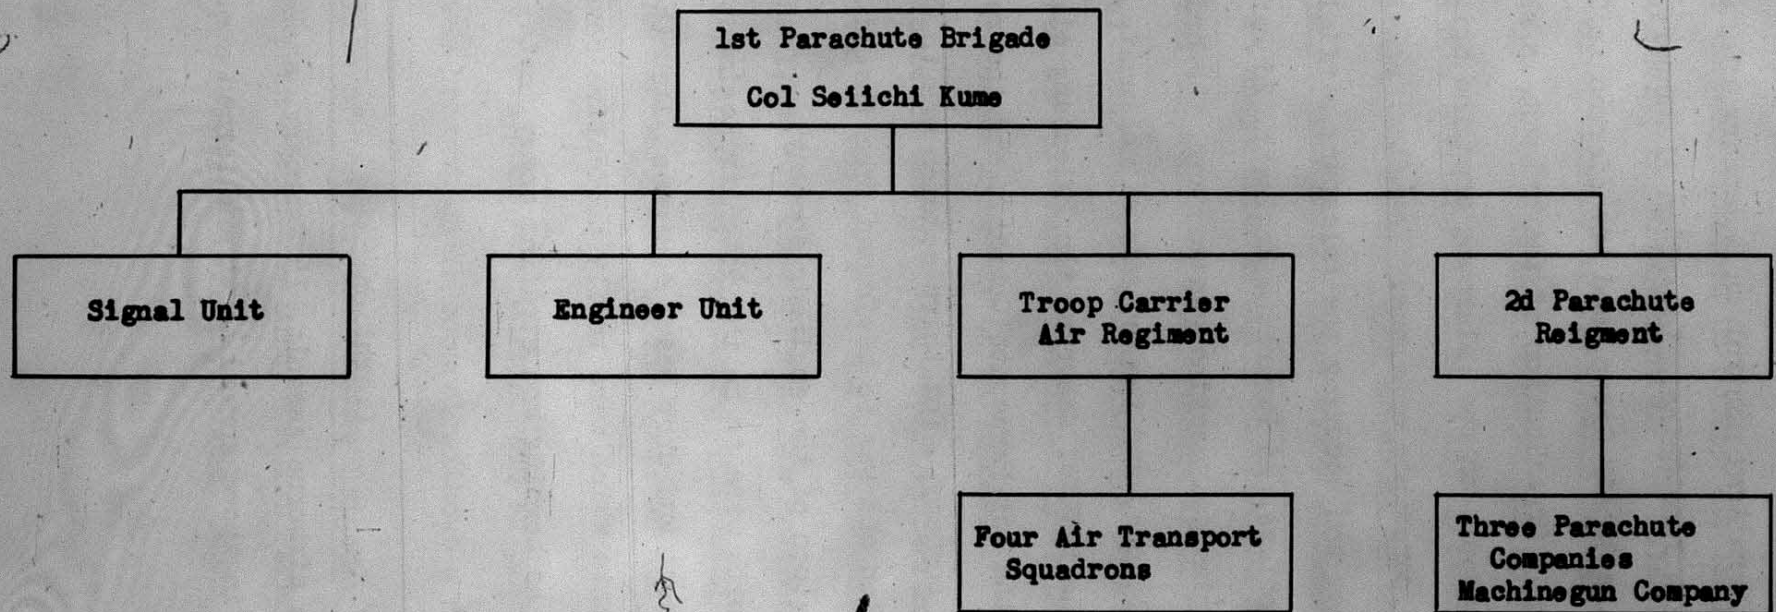 1st Parachute Brigade
Col Seiichi Kume
Signal Unit
Engineer Unit
Troop Carrier
Air Regiment
2d Parachute
Reigment
Four Air Transport
Squadrons
Three Parachute
Companies
Machinegun Company